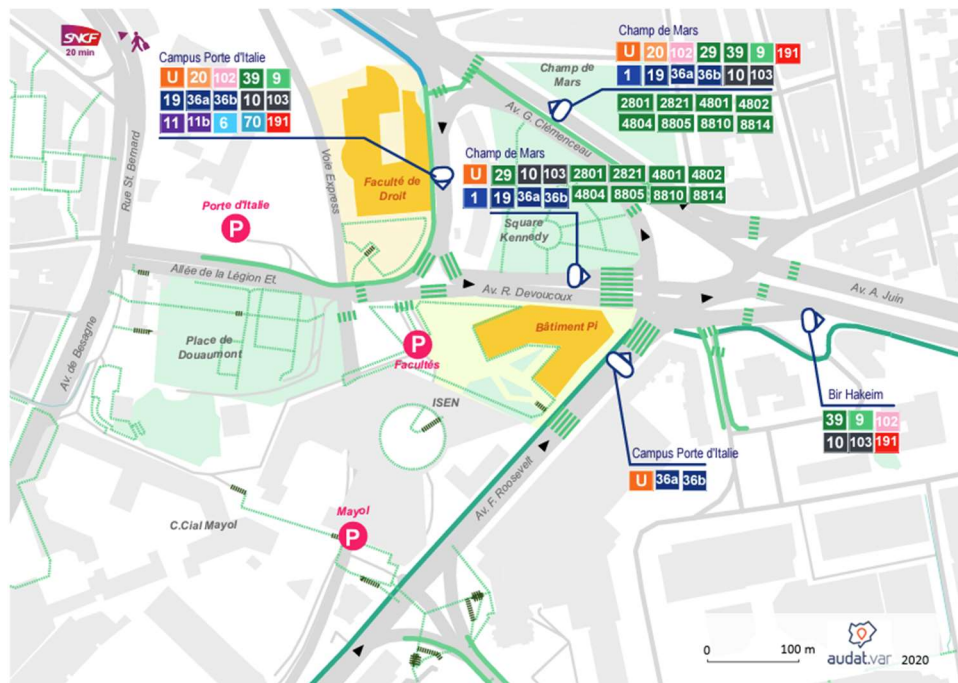 SNCF
20 min
Campus Porte d'Italie
U 20 102 39 9
19 36a 36b 10 103
11 11b 6 70 191
Champ de Mars
U 20 102 29 39 9 191
1 19 36a 36b 10 103
2801 2821 4801 4802
4804 8805 8810 8814
Champ de
Mars
Av. G. Clémenceau
Champ de Mars
U 29 10 103 2801 2821 4801 4802
1 19 36a 36b 4804 8805 8810 8814
Rue St. Bernard
Voie Express
Faculté de
Droit
Porte d'Italie
P
Square
Kennedy
Allée de la Légion Et.
Av. R. Devoucoux
Av. A. Juin
Av. de Besagne
Place de
Douaumont
P
Facultés
Bâtiment Pi
ISEN
Bir Hakeim
39 9 102
10 103 191
Campus Porte d'Italie
U 36a 36b
Av. F. Roosevelt
Mayol
P
C.Cial Mayol
0 100 m
audat.var 2020